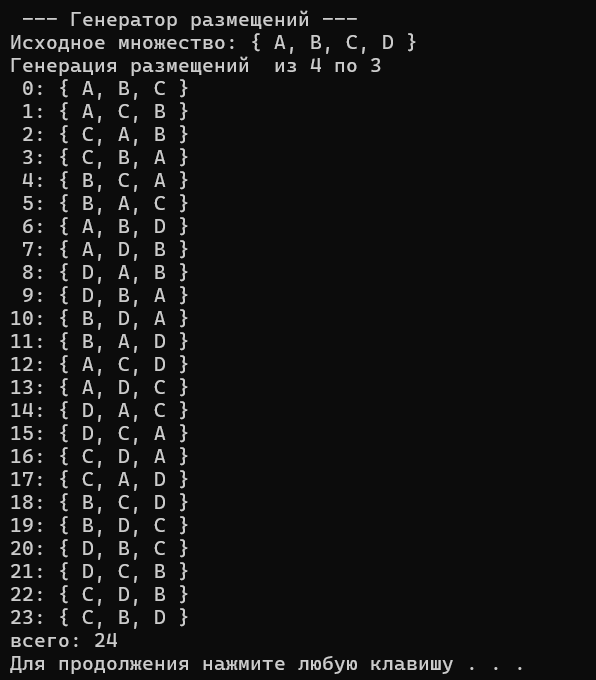 --- Генератор размещений ---
Исходное множество: { A, B, C, D }
Генерация размещений  из 4 по 3
 0: { A, B, C }
 1: { A, C, B }
 2: { C, A, B }
 3: { C, B, A }
 4: { B, C, A }
 5: { B, A, C }
 6: { A, B, D }
 7: { A, D, B }
 8: { D, A, B }
 9: { D, B, A }
10: { B, D, A }
11: { B, A, D }
12: { A, C, D }
13: { A, D, C }
14: { D, A, C }
15: { D, C, A }
16: { C, D, A }
17: { C, A, D }
18: { B, C, D }
19: { B, D, C }
20: { D, B, C }
21: { D, C, B }
22: { C, D, B }
23: { C, B, D }
всего: 24
Для продолжения нажмите любую клавишу . . .